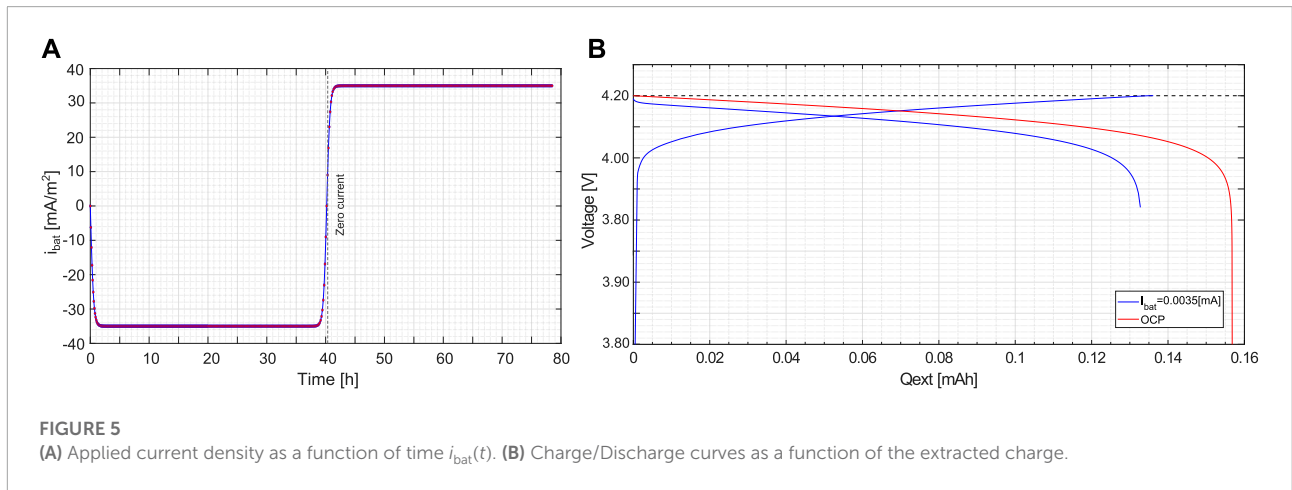 A
B
40
30
20
10
0
-10
-20
-30
-40
i_bat [mA/m²]
Zero current
0
10
20
30
40
50
60
70
80
Time [h]
4.20
4.00
3.80
3.90
3.80
Voltage [V]
I_bat=0.0035[mA]
OCP
0
0.02
0.04
0.06
0.08
0.1
0.12
0.14
0.16
Qext [mAh]
FIGURE 5
(A) Applied current density as a function of time i_bat(t). (B) Charge/Discharge curves as a function of the extracted charge.